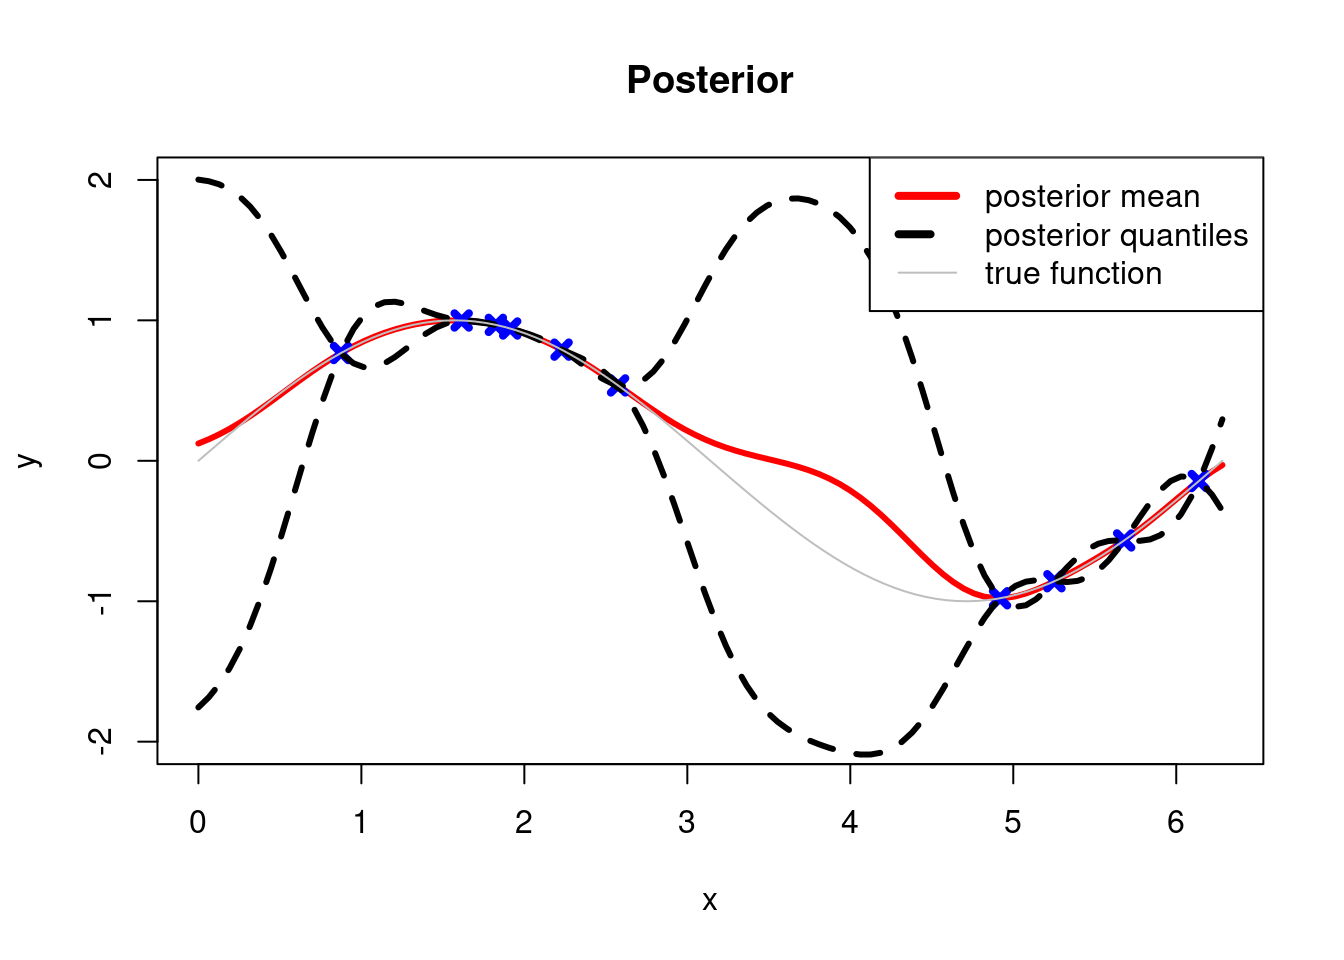 Posterior
posterior mean
posterior quantiles
true function
2
1
0
-1
-2
y
0 1 2 3 4 5 6
x